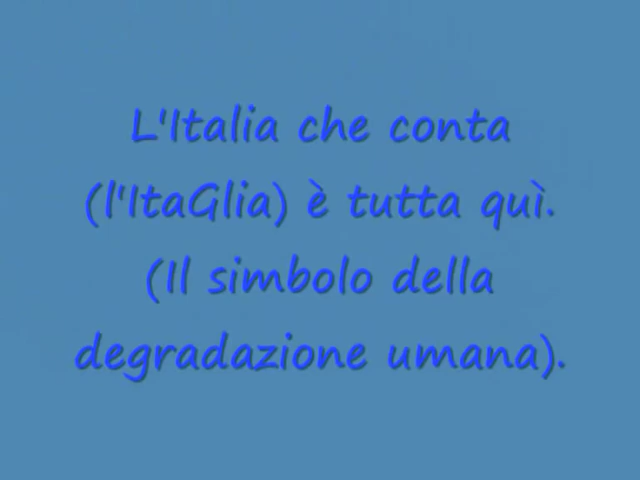 L'Italia che conta
(l'ItaGlia) è tutta quì.
(Il simbolo della
degradazione umana).